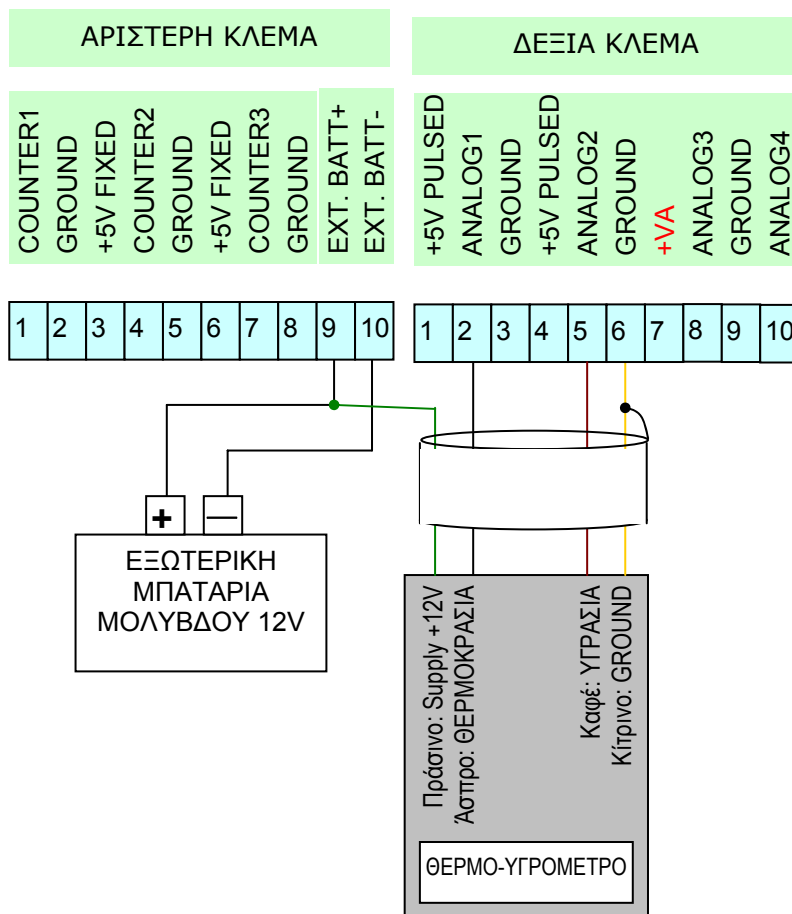 ΑΡΙΣΤΕΡΗ ΚΛΕΜΑ
ΔΕΞΙΑ ΚΛΕΜΑ
COUNTER1
GROUND
+5V FIXED
COUNTER2
GROUND
+5V FIXED
COUNTER3
GROUND
EXT. BATT+
EXT. BATT-
+5V PULSED
ANALOG1
GROUND
+5V PULSED
ANALOG2
GROUND
+VA
ANALOG3
GROUND
ANALOG4
1 2 3 4 5 6 7 8 9 10
1 2 3 4 5 6 7 8 9 10
+ —
ΕΞΩΤΕΡΙΚΗ
ΜΠΑΤΑΡΙΑ
ΜΟΛΥΒΔΟΥ 12V
Πράσινο: Supply +12V
Άσπρο: ΘΕΡΜΟΚΡΑΣΙΑ
Καφέ: ΥΓΡΑΣΙΑ
Κίτρινο: GROUND
ΘΕΡΜΟ-ΥΓΡΟΜΕΤΡΟ